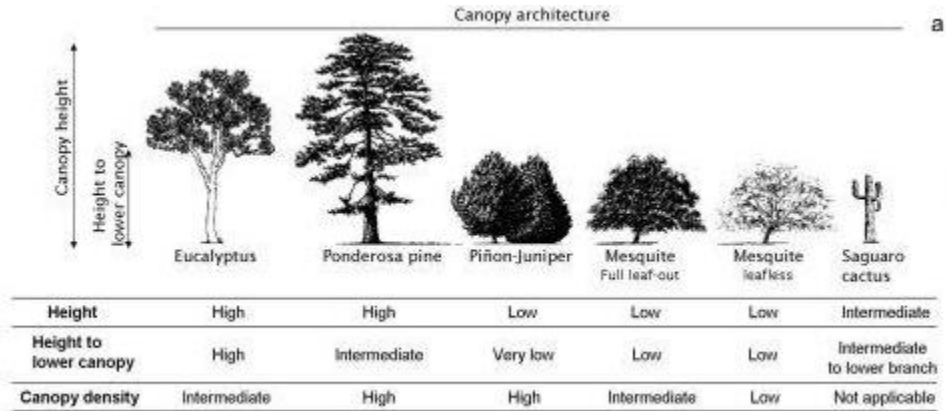 Canopy architecture
a
Canopy height
Height to
lower canopy
Eucalyptus
Ponderosa pine
Piñon-Juniper
Mesquite
Full leaf-out
Mesquite
leafless
Saguaro
cactus
Height High High Low Low Low Intermediate
Height to
lower canopy High Intermediate Very low Low Low Intermediate
to lower branch
Canopy density Intermediate High High Intermediate Low Not applicable